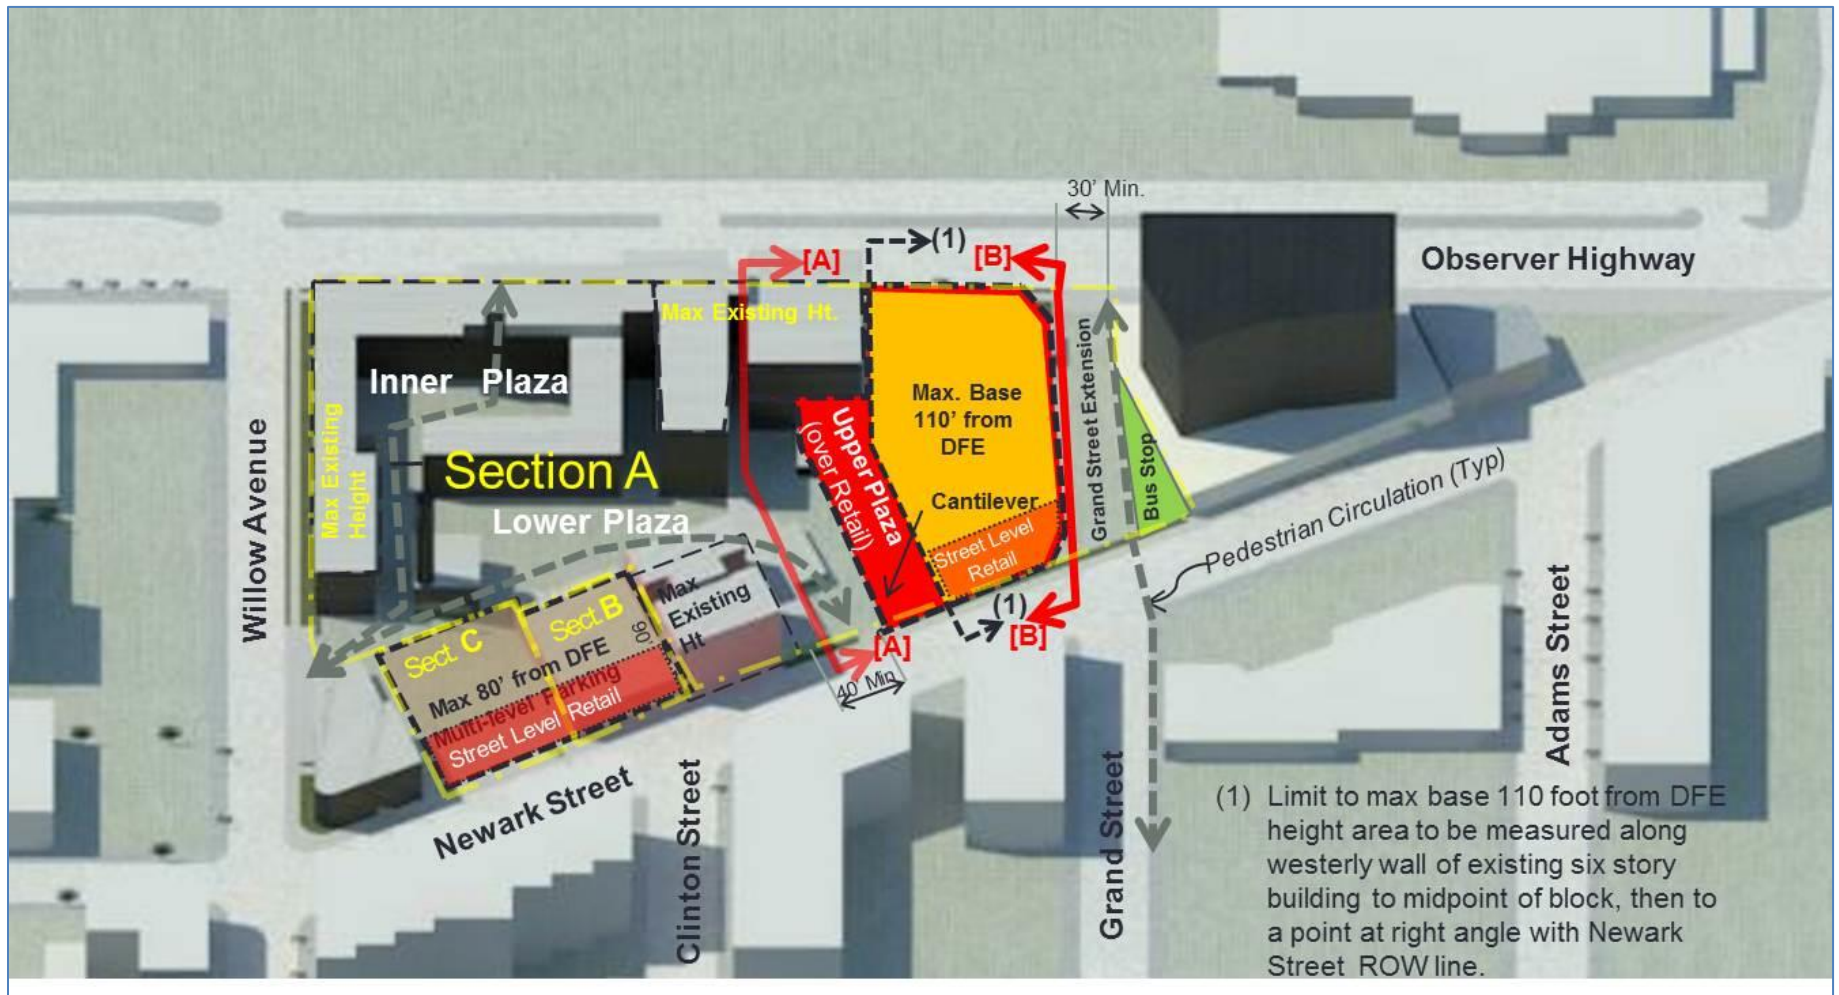 30’ Min.
(1)
[A]
[B]
Observer Highway
Max Existing Ht.
Inner Plaza
Max. Base
110’ from
DFE
Grand Street Extension
Upper Plaza
(over Retail)
Max Existing
Height
Willow Avenue
Section A
Lower Plaza
Cantilever
Bus Stop
Pedestrian Circulation (Typ)
Street Level
Retail
Max
Existing
Ht
Sect. B
90'
Sect. C
(1)
[B]
[A]
40’ Min
Max 80’ from DFE
Multi-level Parking
Street Level Retail
Newark Street
Clinton Street
Grand Street
Adams Street
(1) Limit to max base 110 foot from DFE
height area to be measured along
westerly wall of existing six story
building to midpoint of block, then to
a point at right angle with Newark
Street ROW line.